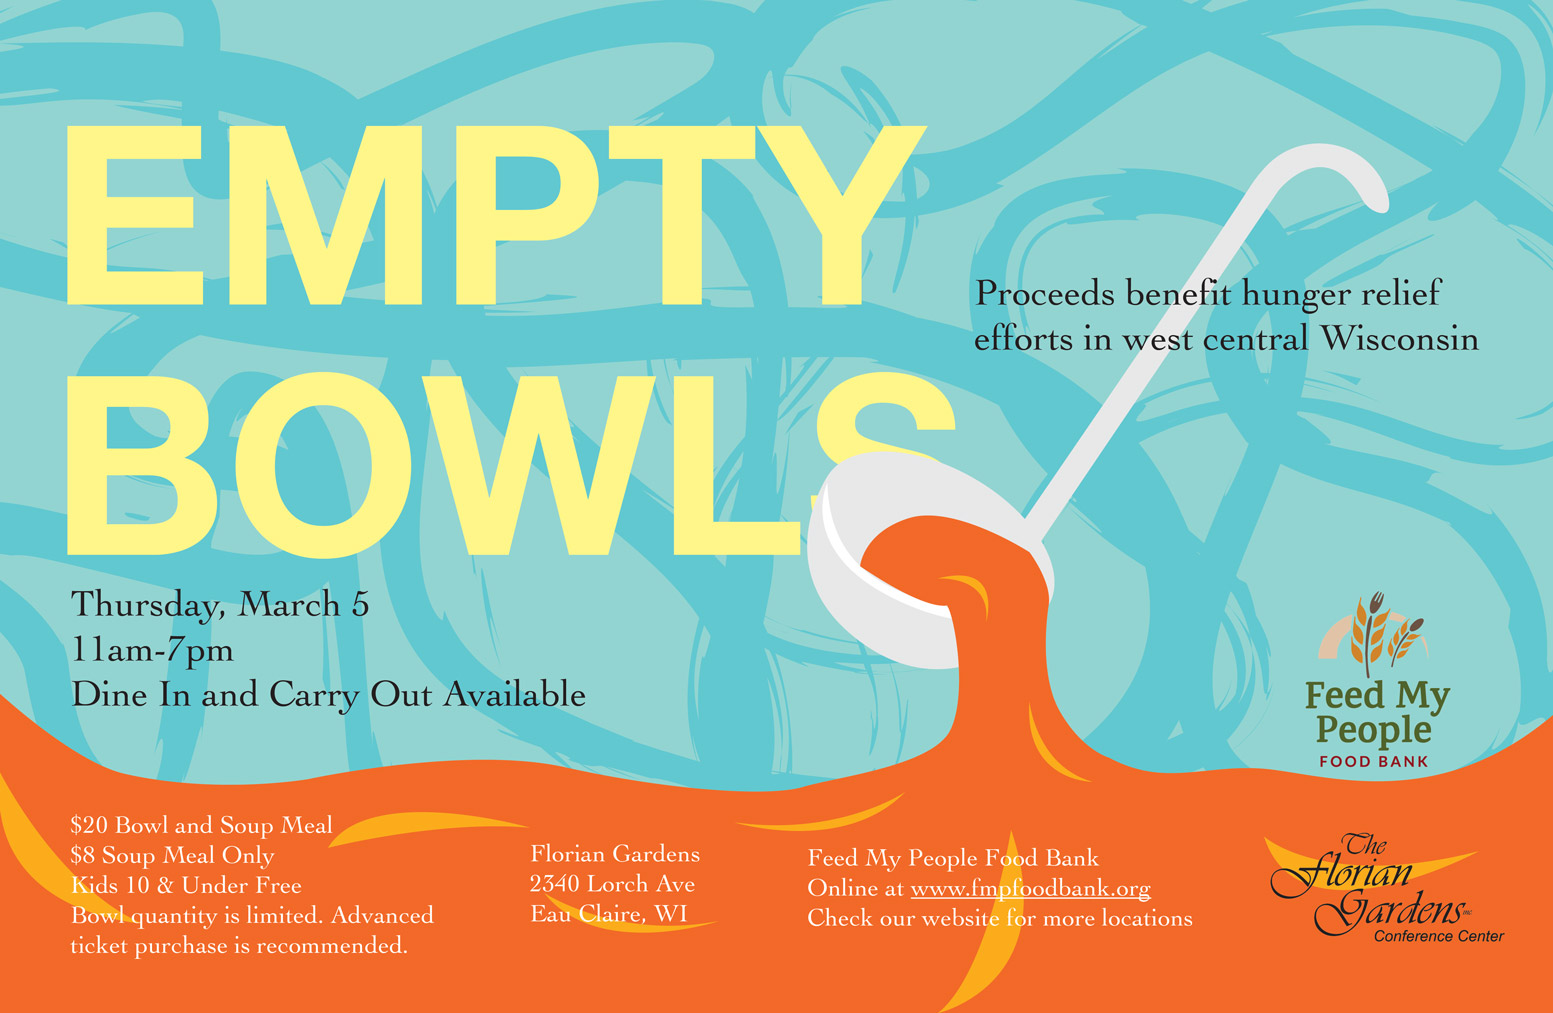 EMPTY
BOWLS
Proceeds benefit hunger relief
efforts in west central Wisconsin
Thursday, March 5
11am-7pm
Dine In and Carry Out Available
Feed My
People
FOOD BANK
$20 Bowl and Soup Meal
$8 Soup Meal Only
Kids 10 & Under Free
Bowl quantity is limited. Advanced
ticket purchase is recommended.
Florian Gardens
2340 Lorch Ave
Eau Claire, WI
Feed My People Food Bank
Online at www.fmpfoodbank.org
Check our website for more locations
The
Florian
Gardens inc.
Conference Center